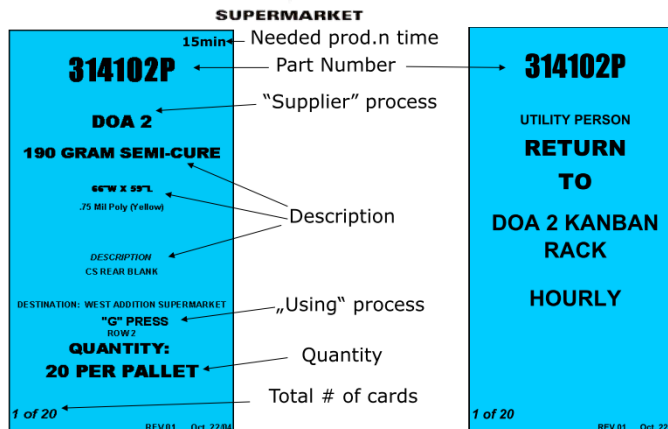 SUPERMARKET
15min
Needed prod.n time
314102P
Part Number
314102P
"Supplier" process
DOA 2
190 GRAM SEMI-CURE
66"W X 59"L
.75 Mil Poly (Yellow)
Description
DESCRIPTION
CS REAR BLANK
DESTINATION: WEST ADDITION SUPERMARKET
"G" PRESS
ROW 2
„Using“ process
QUANTITY:
20 PER PALLET
Quantity
Total # of cards
1 of 20
REV.01 Oct. 22/04
UTILITY PERSON
RETURN
TO
DOA 2 KANBAN
RACK
HOURLY
1 of 20
REV.01 Oct. 22